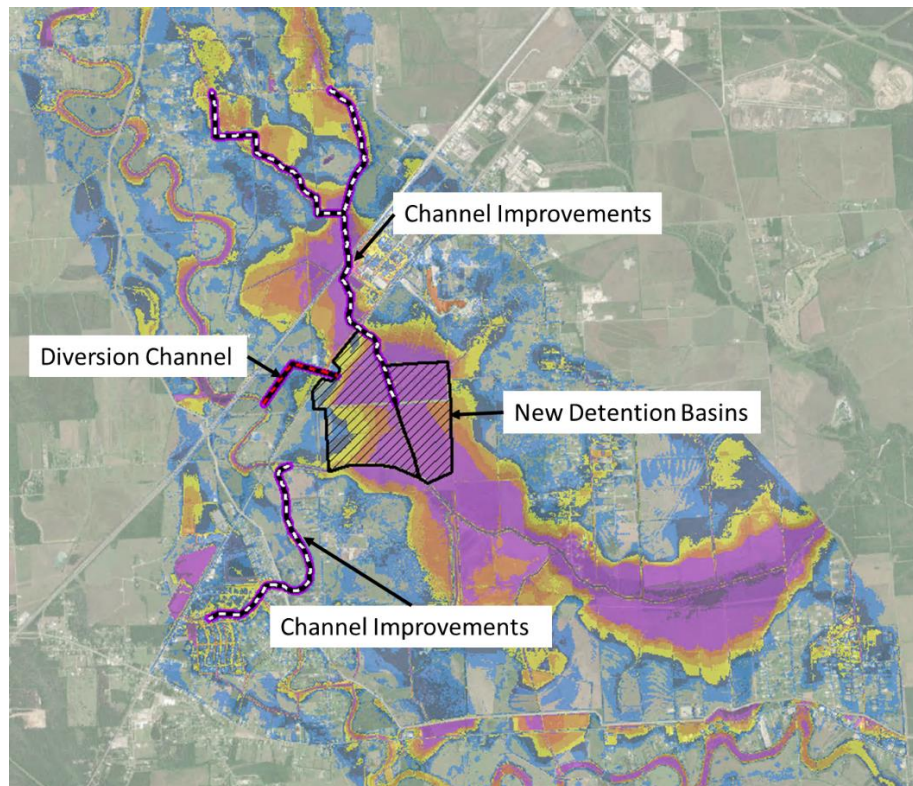 Channel Improvements
Diversion Channel
New Detention Basins
Channel Improvements